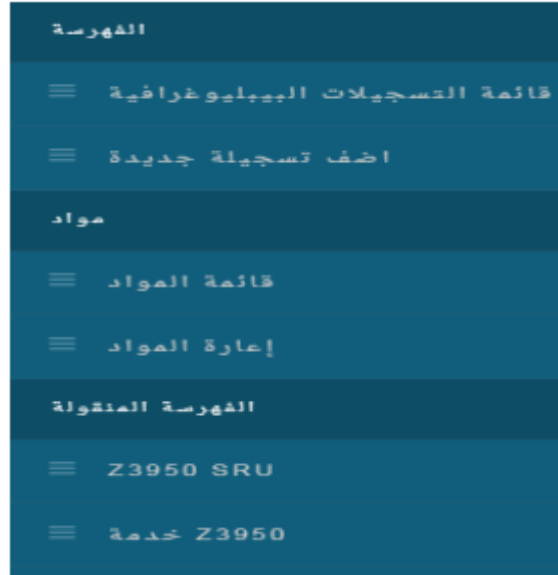 الفهرسة
قائمة التسجيلات البيبليوغرافية
اضف تسجيلة جديدة
مواد
قائمة المواد
إعارة المواد
الفهرسة المنقولة
Z3950 SRU
خدمة Z3950